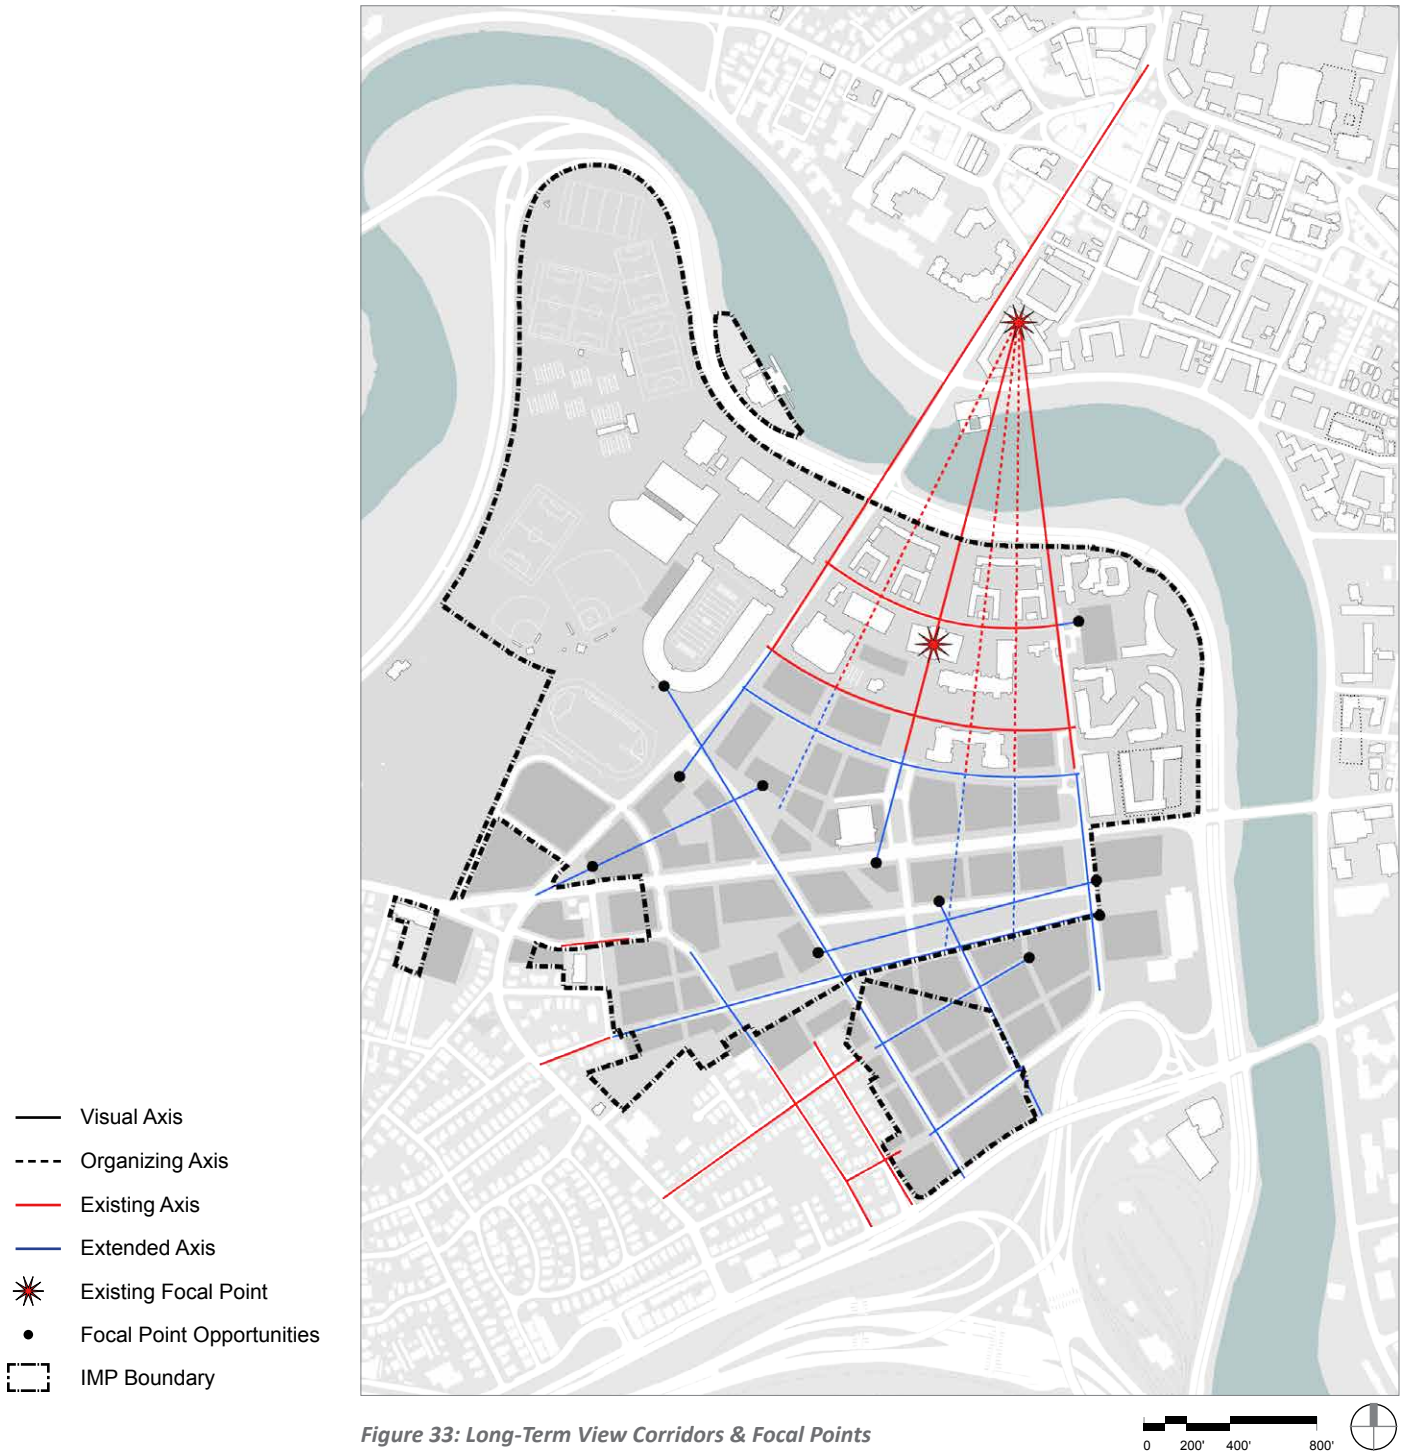 Visual Axis
Organizing Axis
Existing Axis
Extended Axis
Existing Focal Point
Focal Point Opportunities
IMP Boundary
Figure 33: Long-Term View Corridors & Focal Points
0 200' 400' 800'